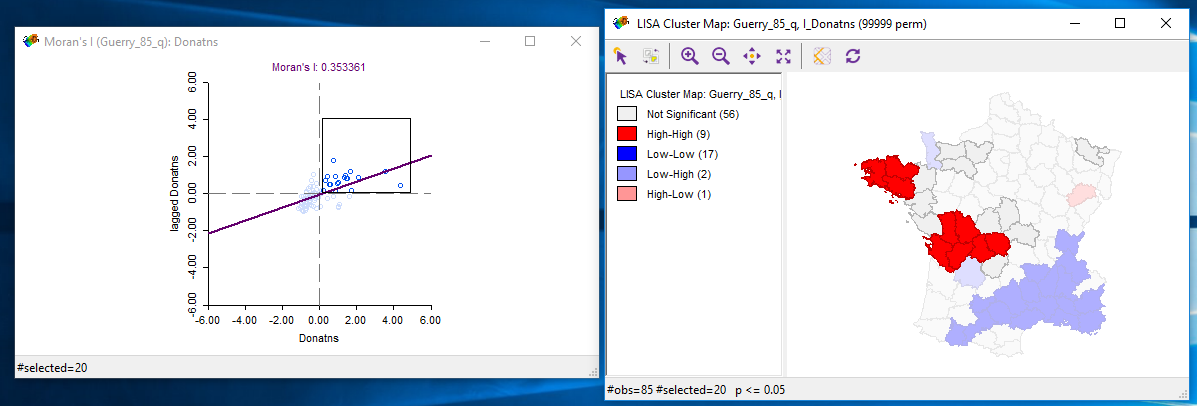 Moran's I (Guerry_85_q): Donatns
Moran's I: 0.353361
6.00
4.00
2.00
0.00
-2.00
-4.00
-6.00
lagged Donatns
-6.00 -4.00 -2.00 0.00 2.00 4.00 6.00
Donatns
#selected=20
LISA Cluster Map: Guerry_85_q, I_Donatns (99999 perm)
LISA Cluster Map: Guerry_85_q, I
Not Significant (56)
High-High (9)
Low-Low (17)
Low-High (2)
High-Low (1)
#obs=85 #selected=20 p <= 0.05